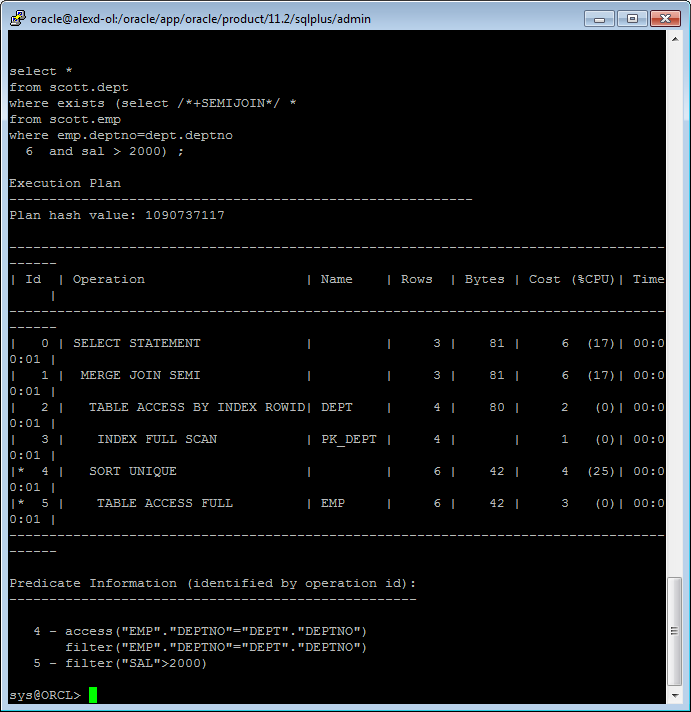 oracle@alexd-ol:/oracle/app/oracle/product/11.2/sqlplus/admin
select *
from scott.dept
where exists (select /*+SEMIJOIN*/ *
from scott.emp
where emp.deptno=dept.deptno
  6  and sal > 2000) ;
Execution Plan
----------------------------------------------------------
Plan hash value: 1090737117
----------------------------------------------------------------------------------
------
| Id  | Operation                    | Name    | Rows  | Bytes | Cost (%CPU)| Time
     |
----------------------------------------------------------------------------------
------
|   0 | SELECT STATEMENT             |         |     3 |    81 |     6  (17)| 00:0
0:01 |
|   1 |  MERGE JOIN SEMI             |         |     3 |    81 |     6  (17)| 00:0
0:01 |
|   2 |   TABLE ACCESS BY INDEX ROWID| DEPT    |     4 |    80 |     2   (0)| 00:0
0:01 |
|   3 |    INDEX FULL SCAN           | PK_DEPT |     4 |       |     1   (0)| 00:0
0:01 |
|*  4 |   SORT UNIQUE                |         |     6 |    42 |     4  (25)| 00:0
0:01 |
|*  5 |    TABLE ACCESS FULL         | EMP     |     6 |    42 |     3   (0)| 00:0
0:01 |
----------------------------------------------------------------------------------
------
Predicate Information (identified by operation id):
---------------------------------------------------
   4 - access("EMP"."DEPTNO"="DEPT"."DEPTNO")
       filter("EMP"."DEPTNO"="DEPT"."DEPTNO")
   5 - filter("SAL">2000)
sys@ORCL>